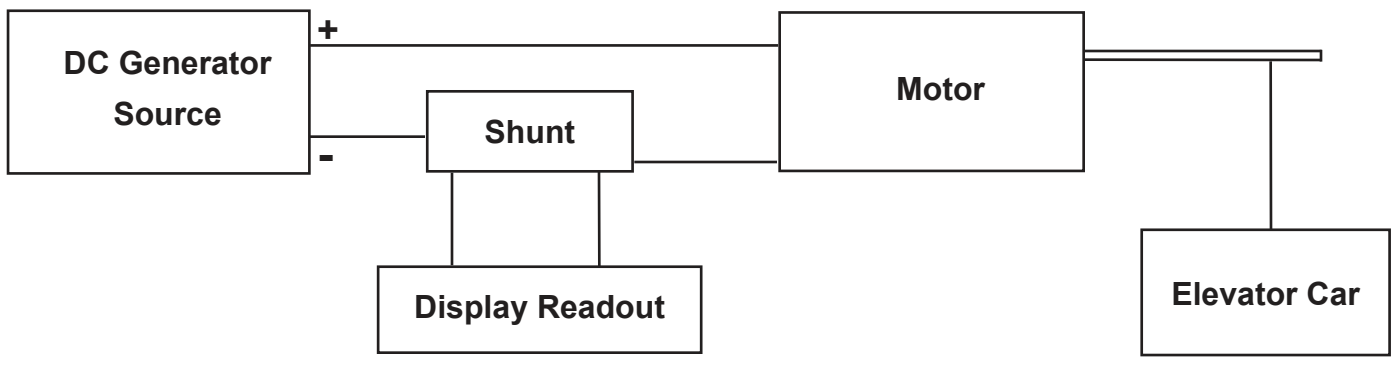 DC Generator
Source
+
-
Shunt
Display Readout
Motor
Elevator Car